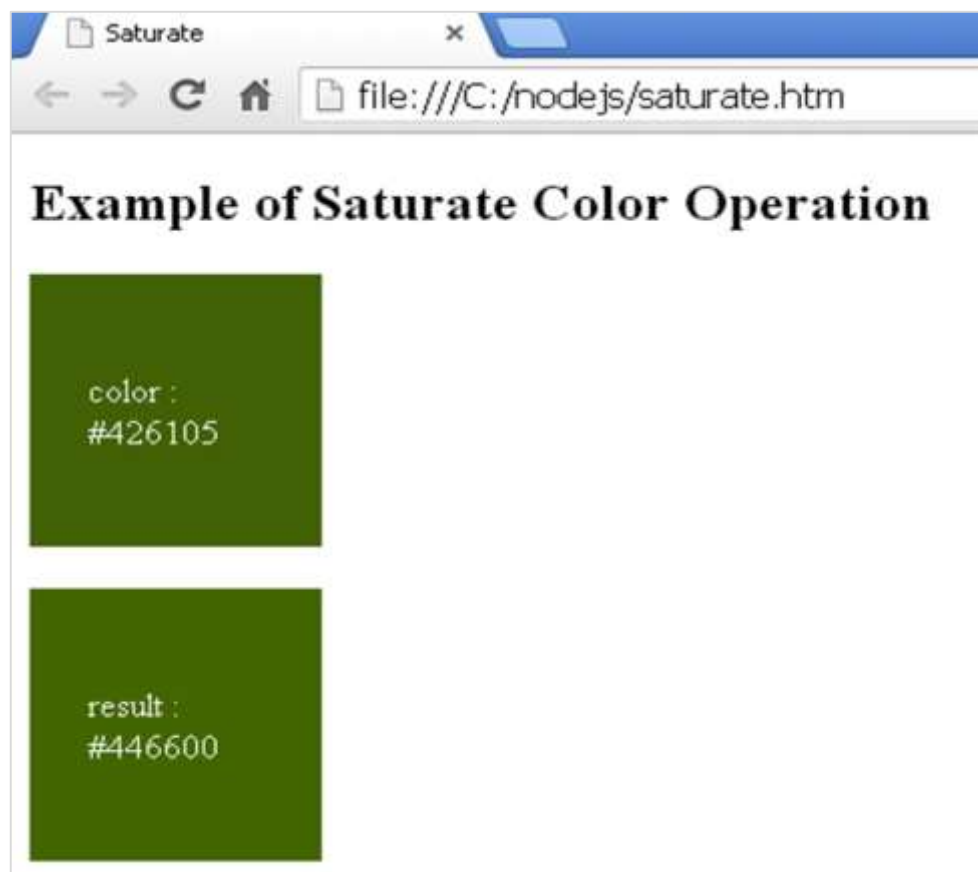 Saturate
file:///C:/nodejs/saturate.htm
Example of Saturate Color Operation
color :
#426105
result :
#446600